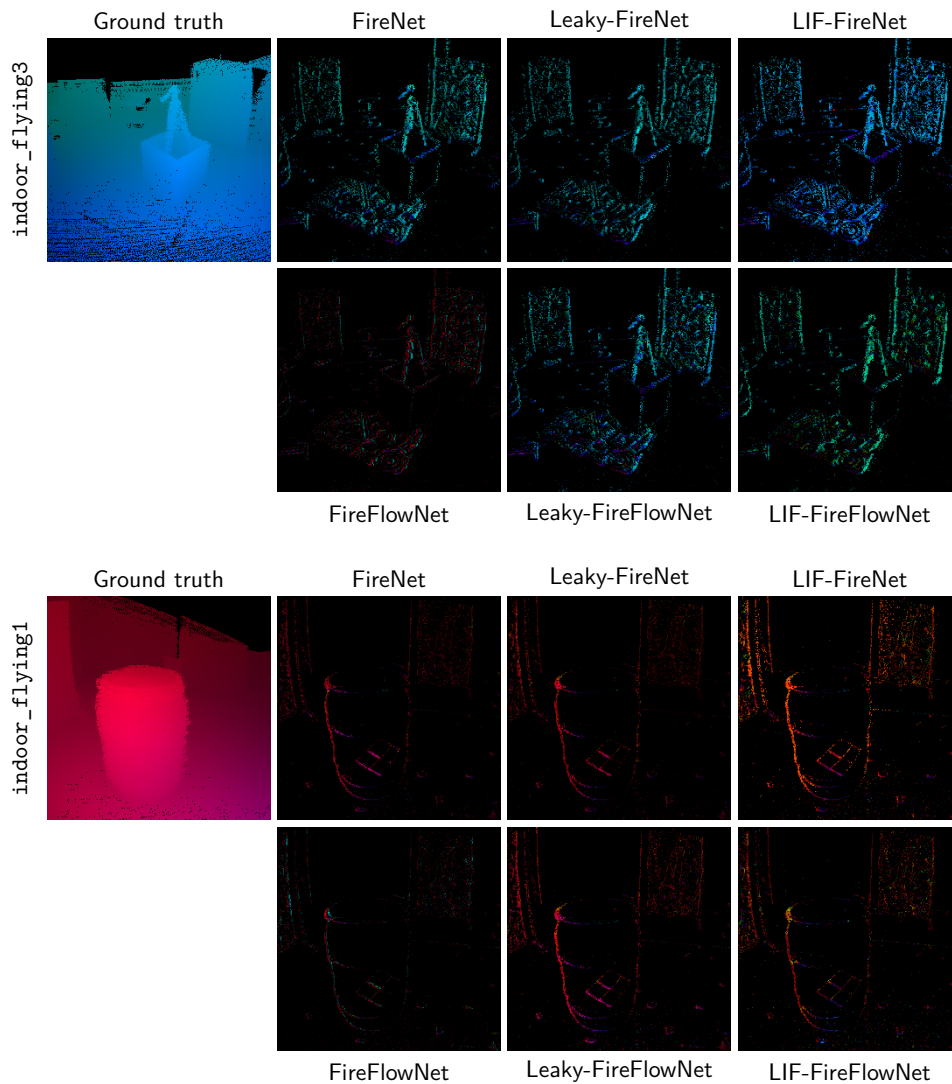 Ground truth FireNet Leaky-FireNet LIF-FireNet
indoor_flying3
FireFlowNet Leaky-FireFlowNet LIF-FireFlowNet
Ground truth FireNet Leaky-FireNet LIF-FireNet
indoor_flying1
FireFlowNet Leaky-FireFlowNet LIF-FireFlowNet